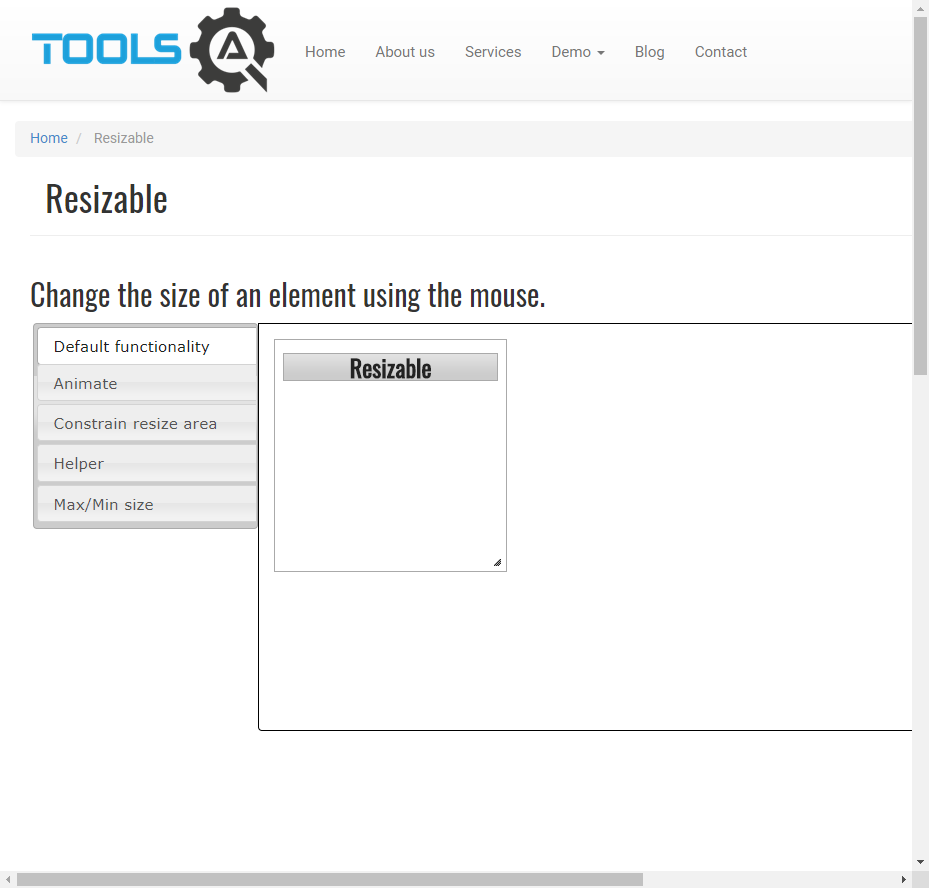 TOOLS QA
Home About us Services Demo Blog Contact
Home / Resizable
Resizable
Change the size of an element using the mouse.
Default functionality
Animate
Constrain resize area
Helper
Max/Min size
Resizable